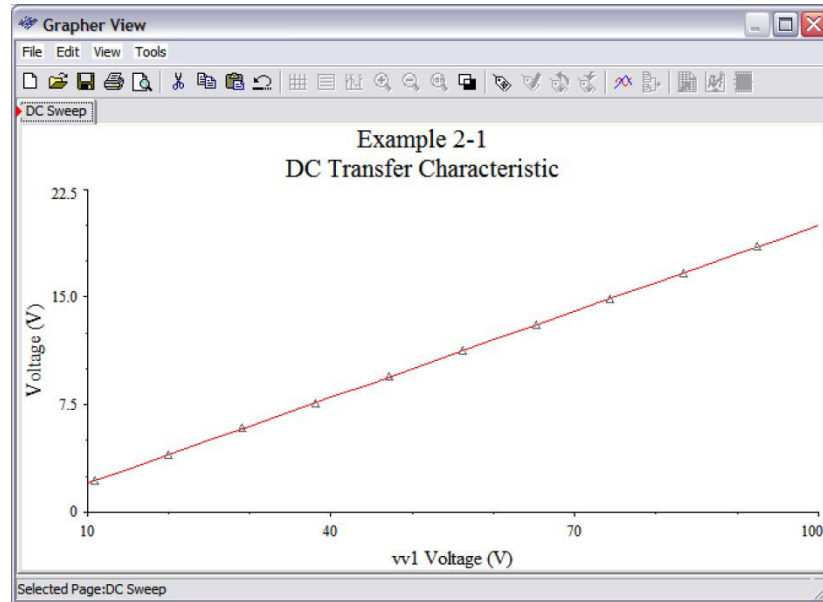 Grapher View
File Edit View Tools
DC Sweep
Example 2-1
DC Transfer Characteristic
22.5
15.0
7.5
0
Voltage (V)
10 40 70 100
vv1 Voltage (V)
Selected Page:DC Sweep